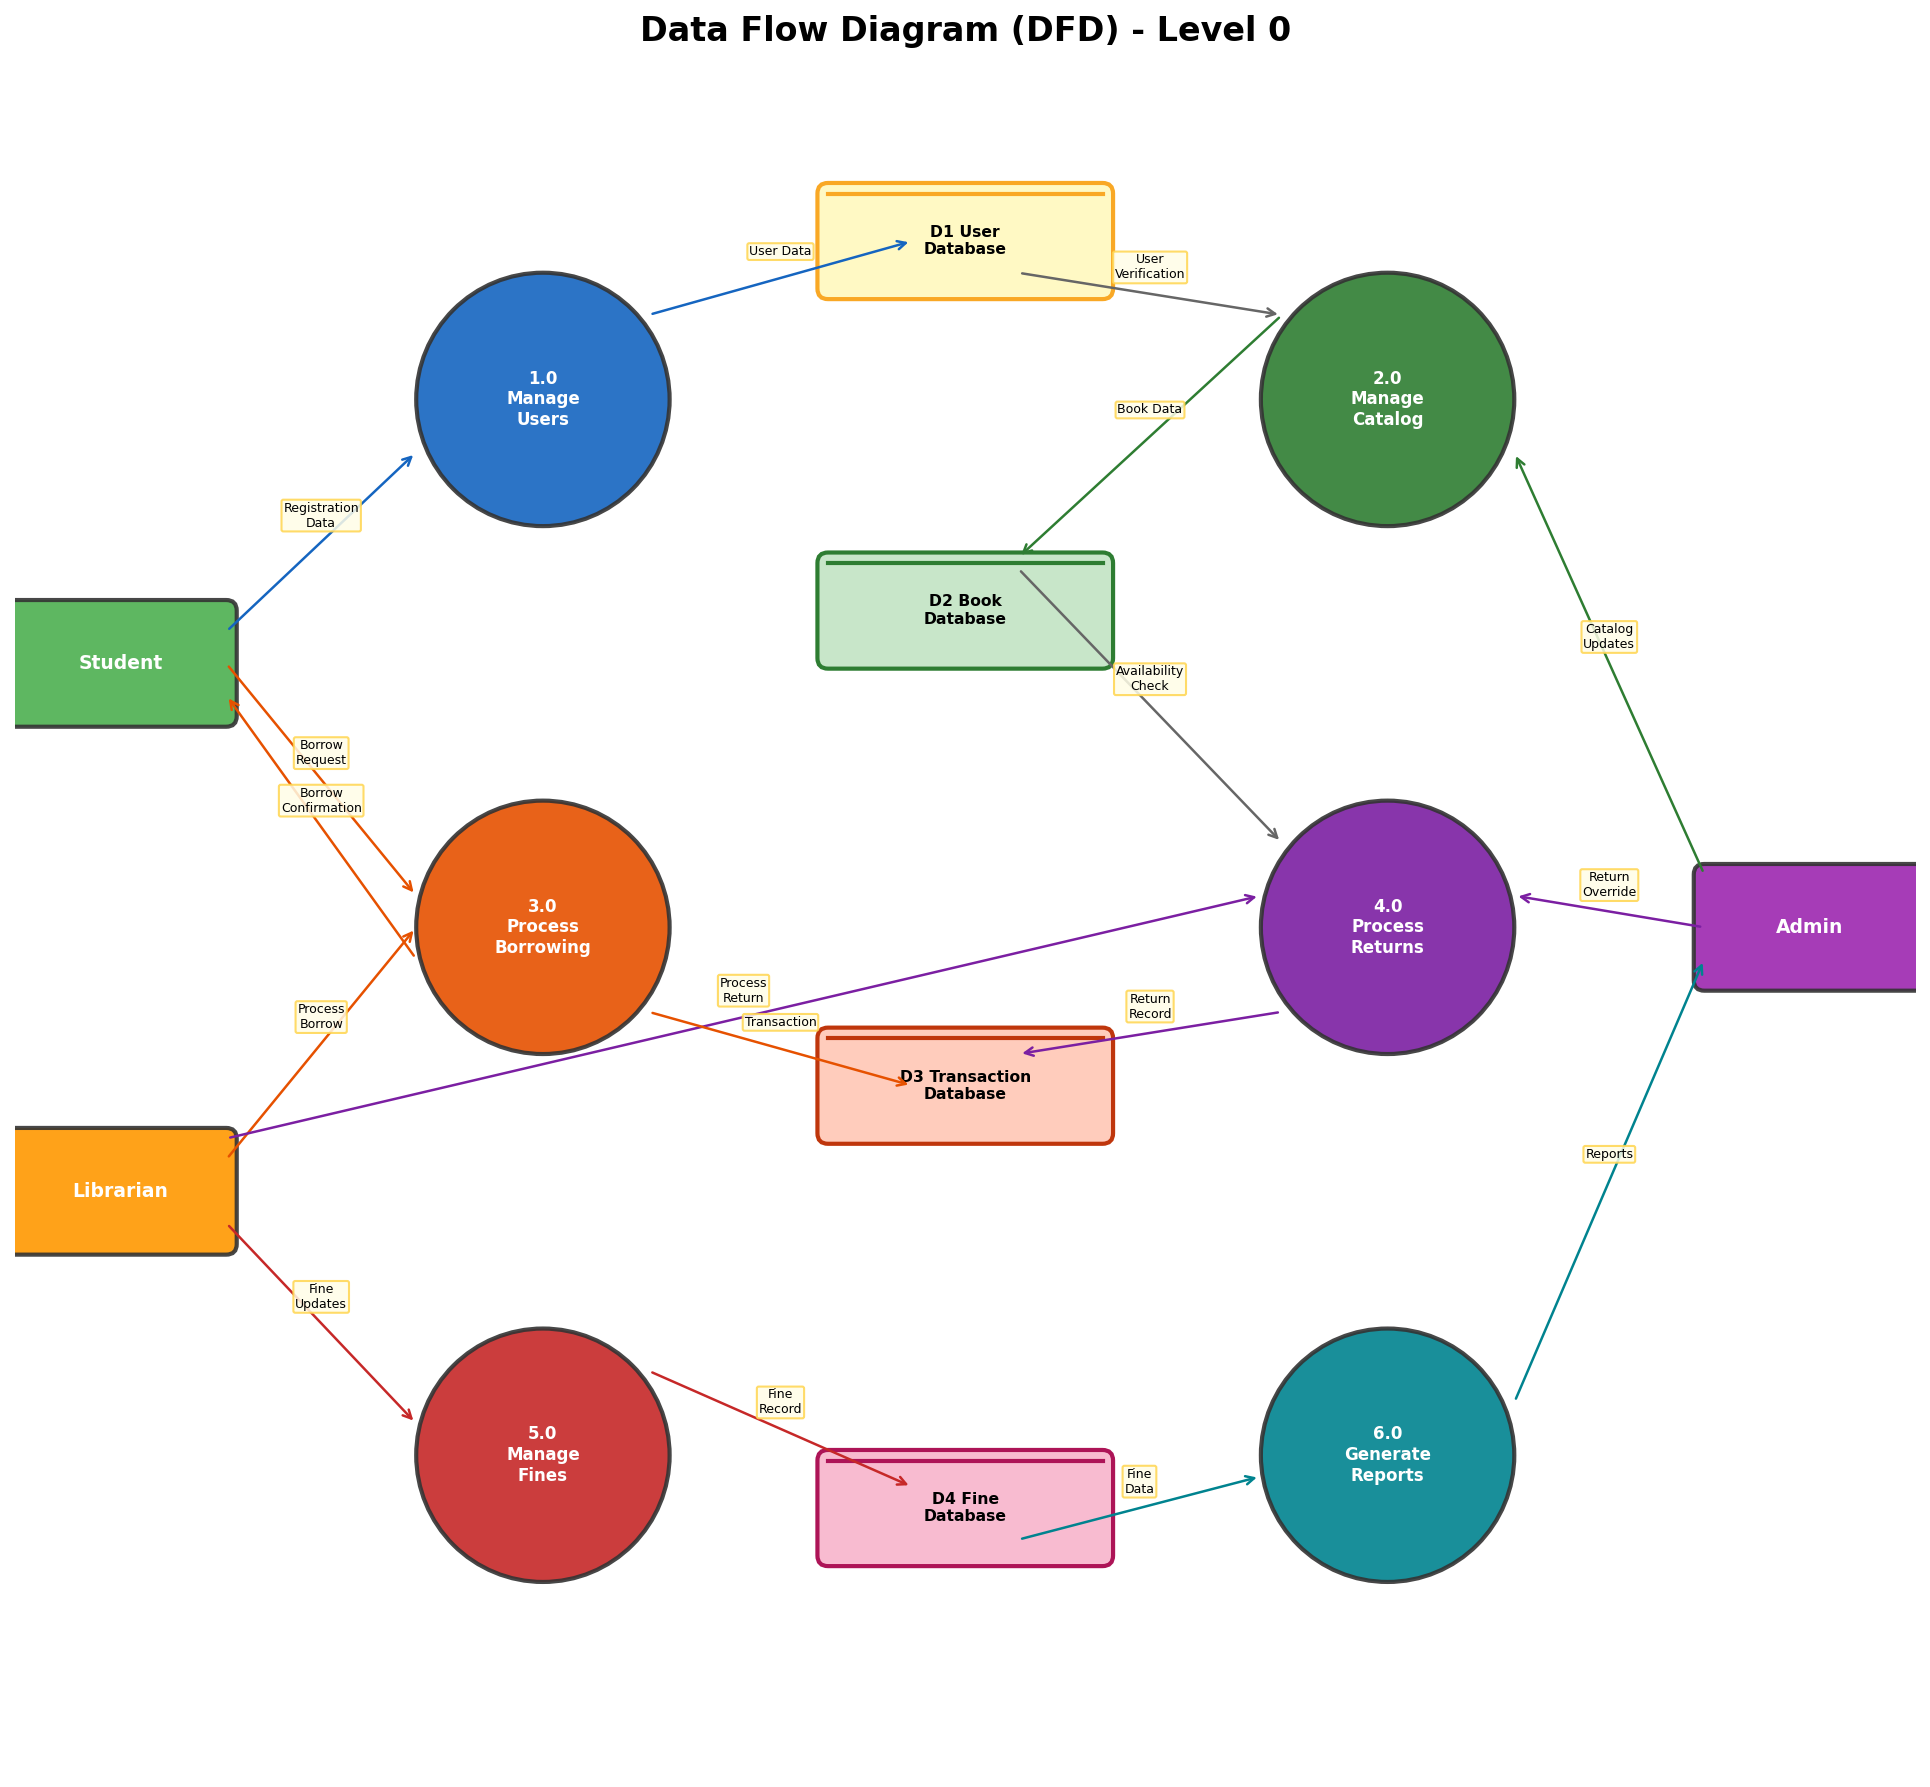 Data Flow Diagram (DFD) - Level 0
D1 User
Database
User Data
User
Verification
1.0
Manage
Users
2.0
Manage
Catalog
Book Data
Registration
Data
D2 Book
Database
Student
Catalog
Updates
Availability
Check
Borrow
Request
Borrow
Confirmation
3.0
Process
Borrowing
4.0
Process
Returns
Return
Override
Admin
Process
Return
Process
Borrow
Transaction
Return
Record
D3 Transaction
Database
Reports
Librarian
Fine
Updates
Fine
Record
5.0
Manage
Fines
6.0
Generate
Reports
Fine
Data
D4 Fine
Database